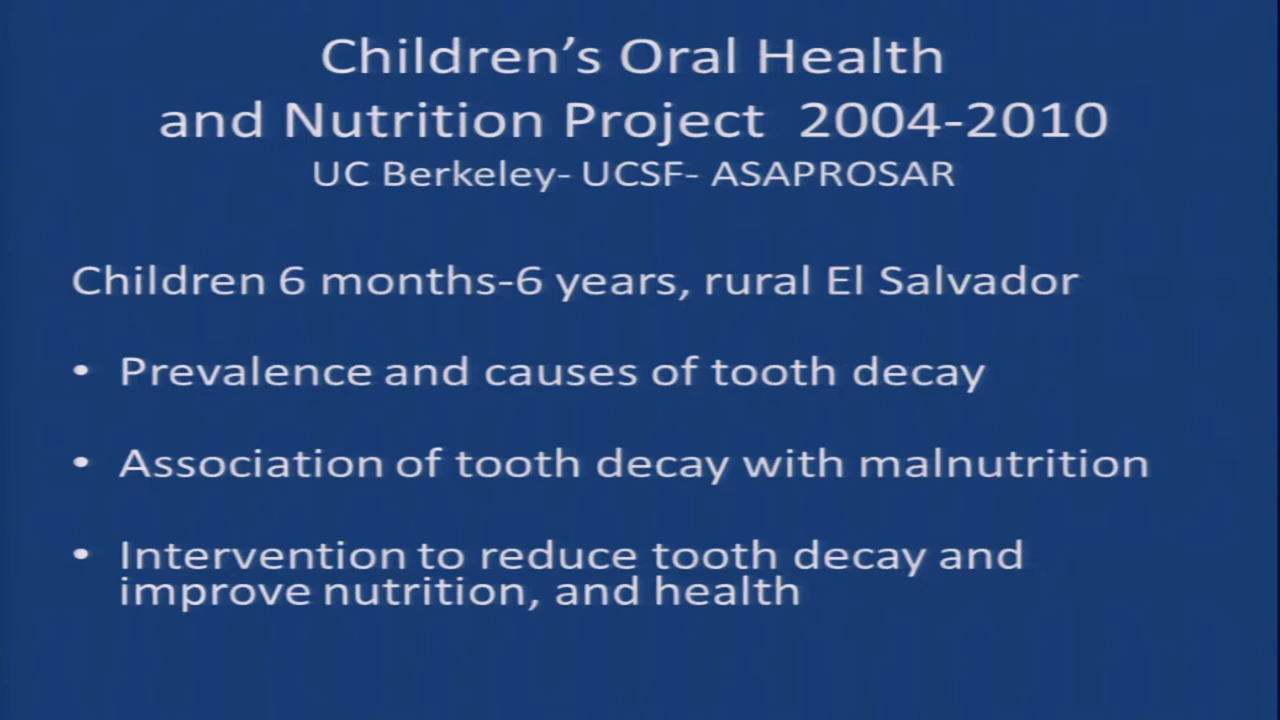 Children’s Oral Health
and Nutrition Project 2004-2010
UC Berkeley- UCSF- ASAPROSAR
Children 6 months-6 years, rural El Salvador
• Prevalence and causes of tooth decay
• Association of tooth decay with malnutrition
• Intervention to reduce tooth decay and
improve nutrition, and health